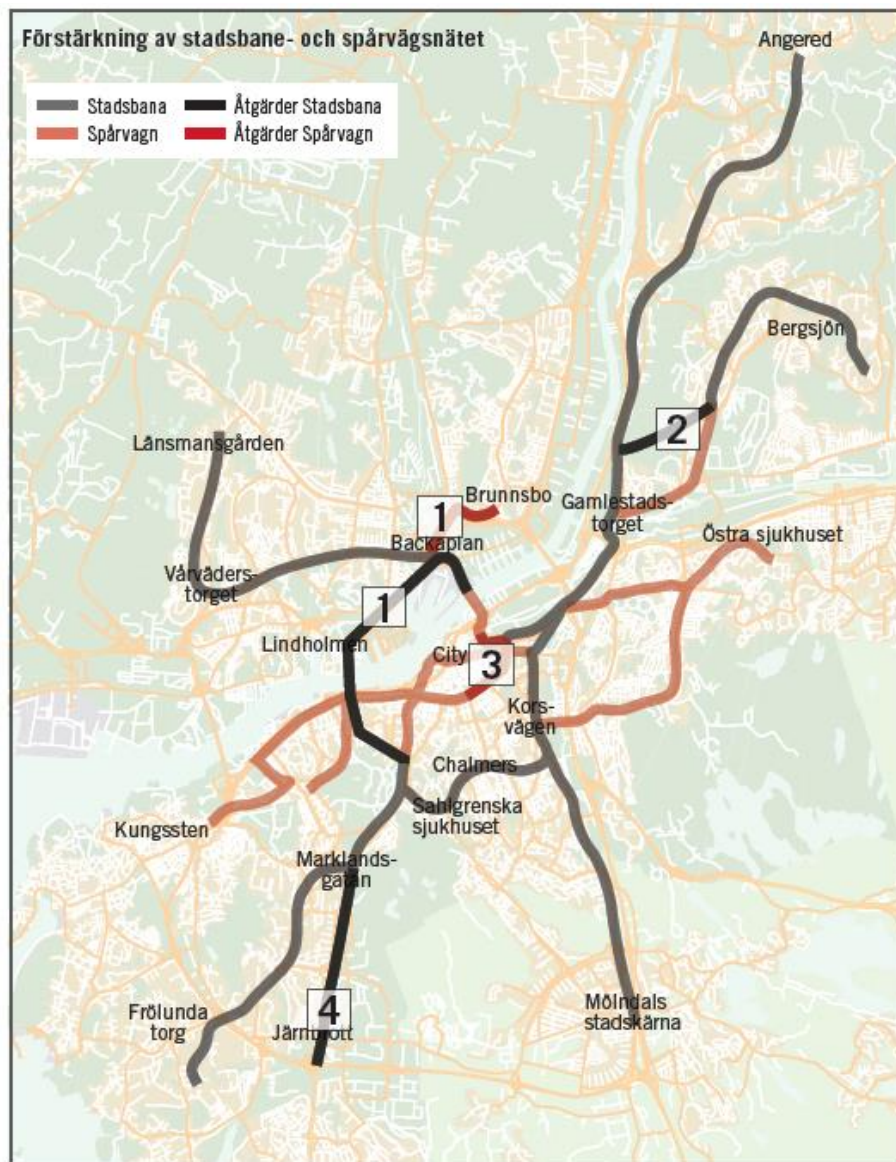 Förstärkning av stadsbane- och spårvägsnätet
Stadsbana
Åtgärder Stadsbana
Spårvagn
Åtgärder Spårvagn
Angered
Bergsjön
2
Länsmansgården
Brunnsbo
1
Gamlestads-
torget
Östra sjukhuset
Backaplan
Vårväders-
torget
1
Lindholmen
City
3
Kors-
vägen
Chalmers
Sahlgrenska
sjukhuset
Kungssten
Marklands-
gatan
Frölunda
torg
4
Järnbrott
Mölndals
stadskärna